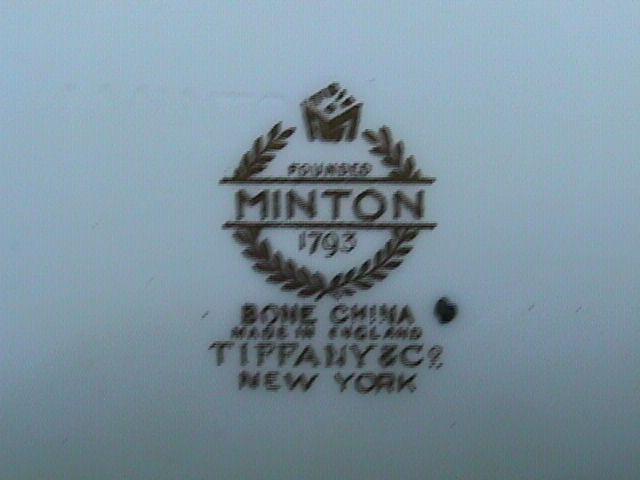 FOUNDED
MINTON
1793
BONE CHINA
MADE IN ENGLAND
TIFFANY & Co.
NEW YORK